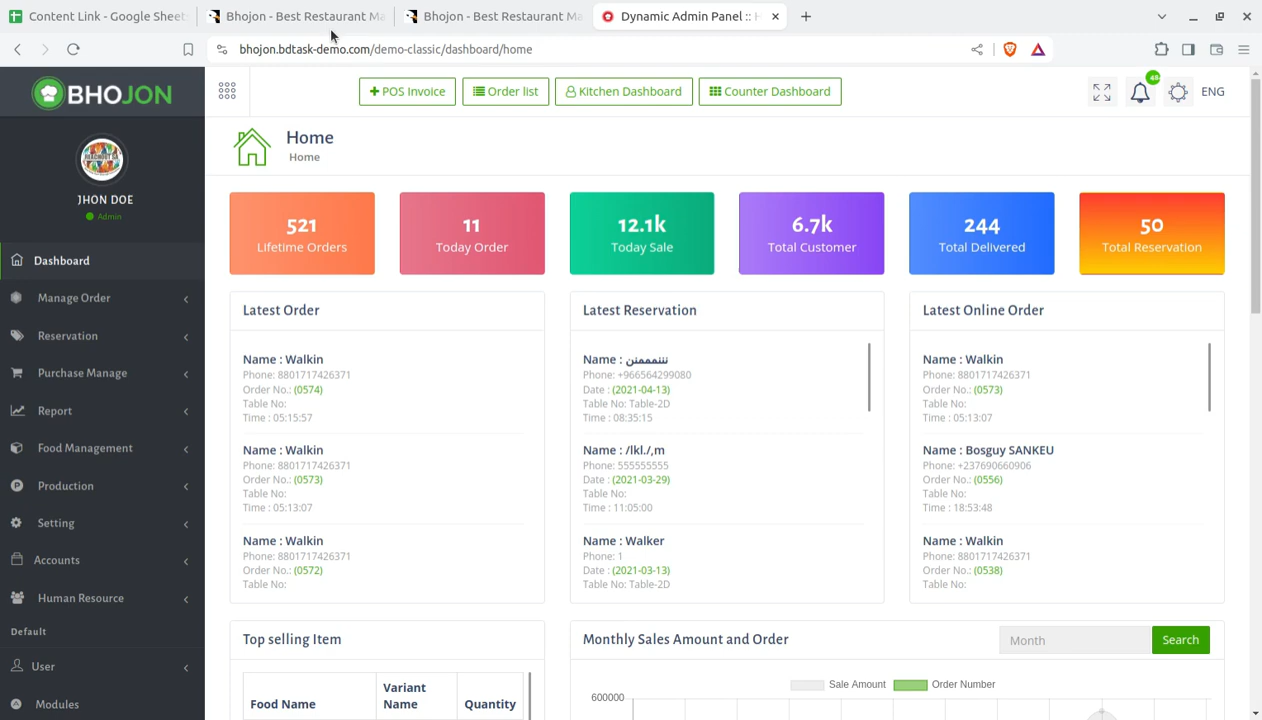 Content Link - Google Sheets
Bhojon - Best Restaurant Ma
Bhojon - Best Restaurant Ma
Dynamic Admin Panel :: H
bhojon.bdtask-demo.com/demo-classic/dashboard/home
BHOJON
POS Invoice
Order list
Kitchen Dashboard
Counter Dashboard
ENG
JHON DOE
Admin
Dashboard
Manage Order
Reservation
Purchase Manage
Report
Food Management
Production
Setting
Accounts
Human Resource
Default
User
Modules
Home
Home
521
Lifetime Orders
11
Today Order
12.1k
Today Sale
6.7k
Total Customer
244
Total Delivered
50
Total Reservation
Latest Order
Name : Walkin
Phone: 8801717426371
Order No.: (0574)
Table No:
Time : 05:15:57
Name : Walkin
Phone: 8801717426371
Order No.: (0573)
Table No:
Time : 05:13:07
Name : Walkin
Phone: 8801717426371
Order No.: (0572)
Table No:
Latest Reservation
Name : نننمممنن
Phone: +966564299080
Date : (2021-04-13)
Table No: Table-2D
Time : 08:35:15
Name : /lkl./,m
Phone: 555555555
Date : (2021-03-29)
Table No:
Time : 11:05:00
Name : Walker
Phone: 1
Date : (2021-03-13)
Table No: Table-2D
Latest Online Order
Name : Walkin
Phone: 8801717426371
Order No.: (0573)
Table No:
Time : 05:13:07
Name : Bosguy SANKEU
Phone: +237690660906
Order No.: (0556)
Table No:
Time : 18:53:48
Name : Walkin
Phone: 8801717426371
Order No.: (0538)
Table No:
Top selling Item
Food Name
Variant
Name
Quantity
Monthly Sales Amount and Order
Month
Search
Sale Amount
Order Number
600000